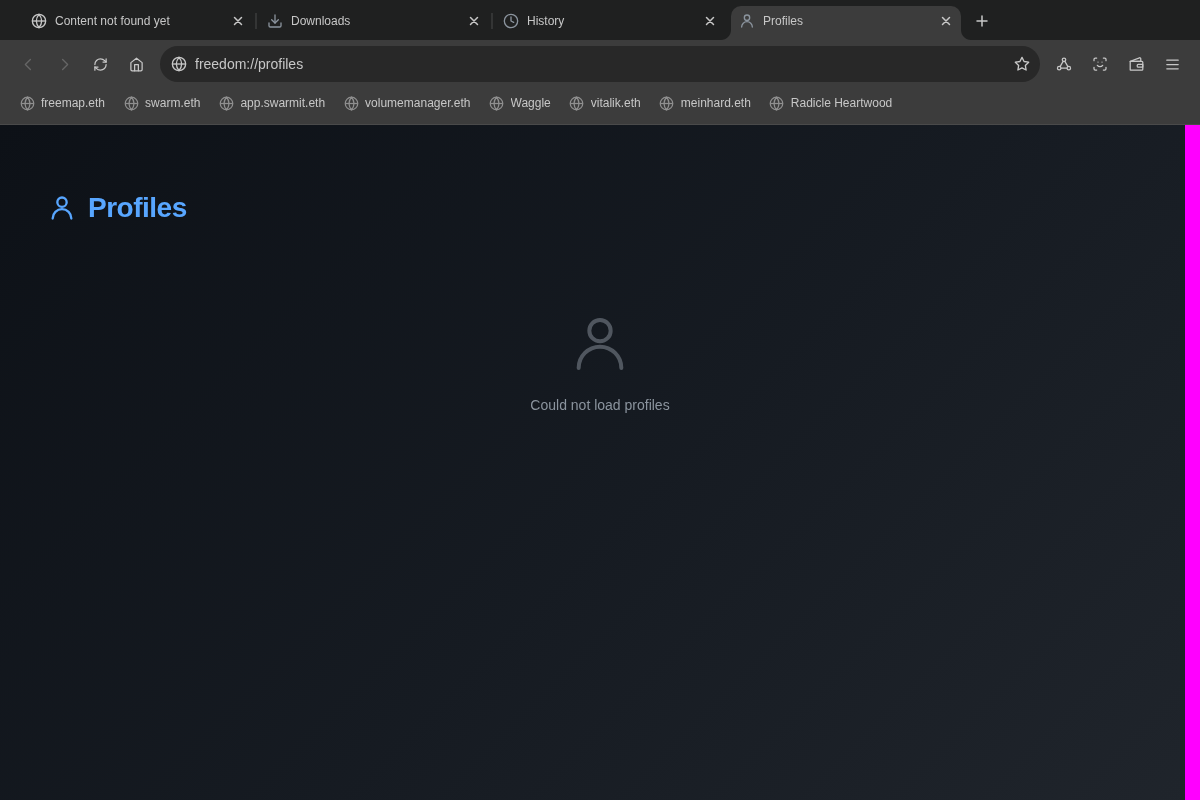 Content not found yet
Downloads
History
Profiles
freedom://profiles
freemap.eth
swarm.eth
app.swarmit.eth
volumemanager.eth
Waggle
vitalik.eth
meinhard.eth
Radicle Heartwood
Profiles
Could not load profiles